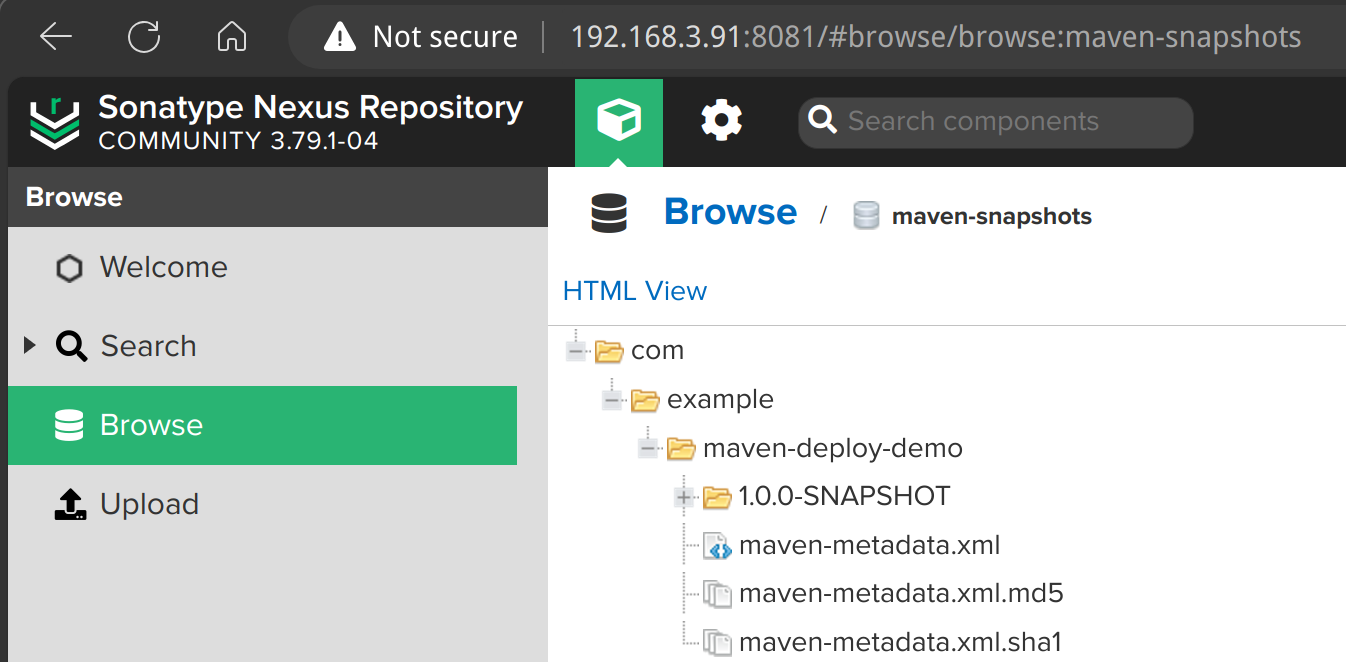 Not secure 192.168.3.91:8081/#browse/browse:maven-snapshots
Sonatype Nexus Repository
COMMUNITY 3.79.1-04
Search components
Browse
Welcome
Search
Browse
Upload
Browse / maven-snapshots
HTML View
com
example
maven-deploy-demo
1.0.0-SNAPSHOT
maven-metadata.xml
maven-metadata.xml.md5
maven-metadata.xml.sha1